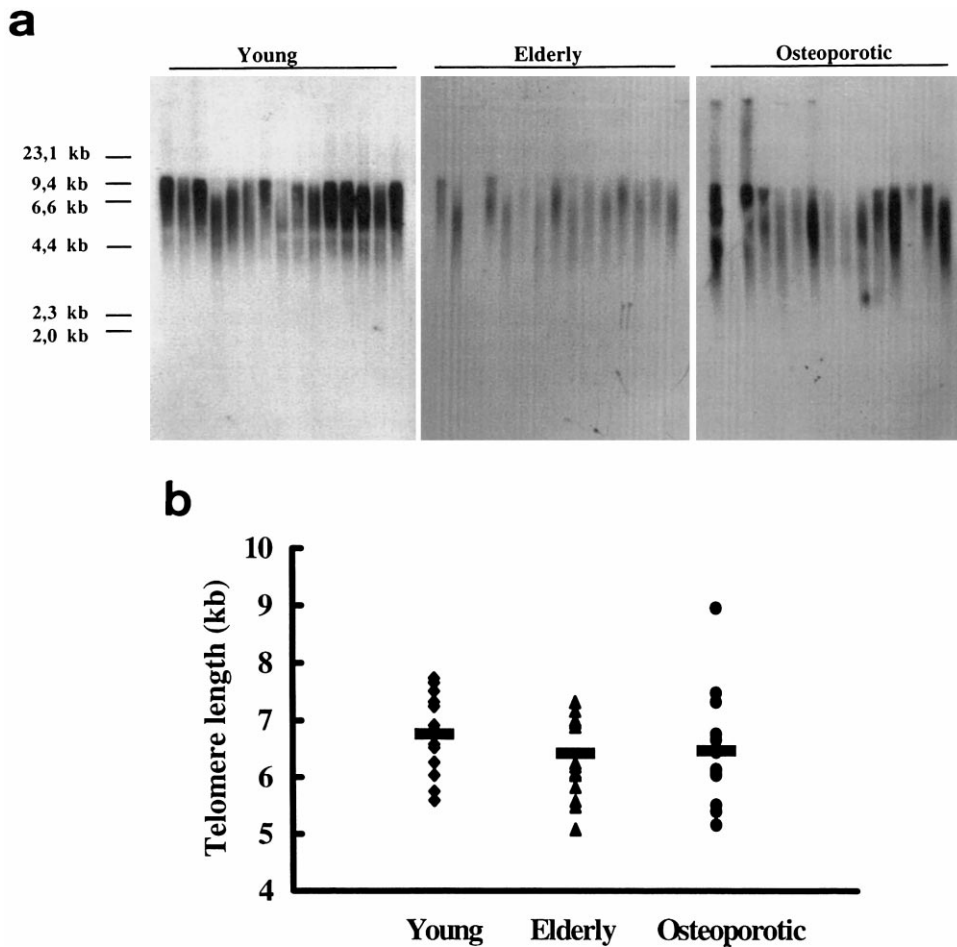 a
Young Elderly Osteoporotic
23,1 kb
9,4 kb
6,6 kb
4,4 kb
2,3 kb
2,0 kb
b
Telomere length (kb)
10
9
8
7
6
5
4
Young Elderly Osteoporotic